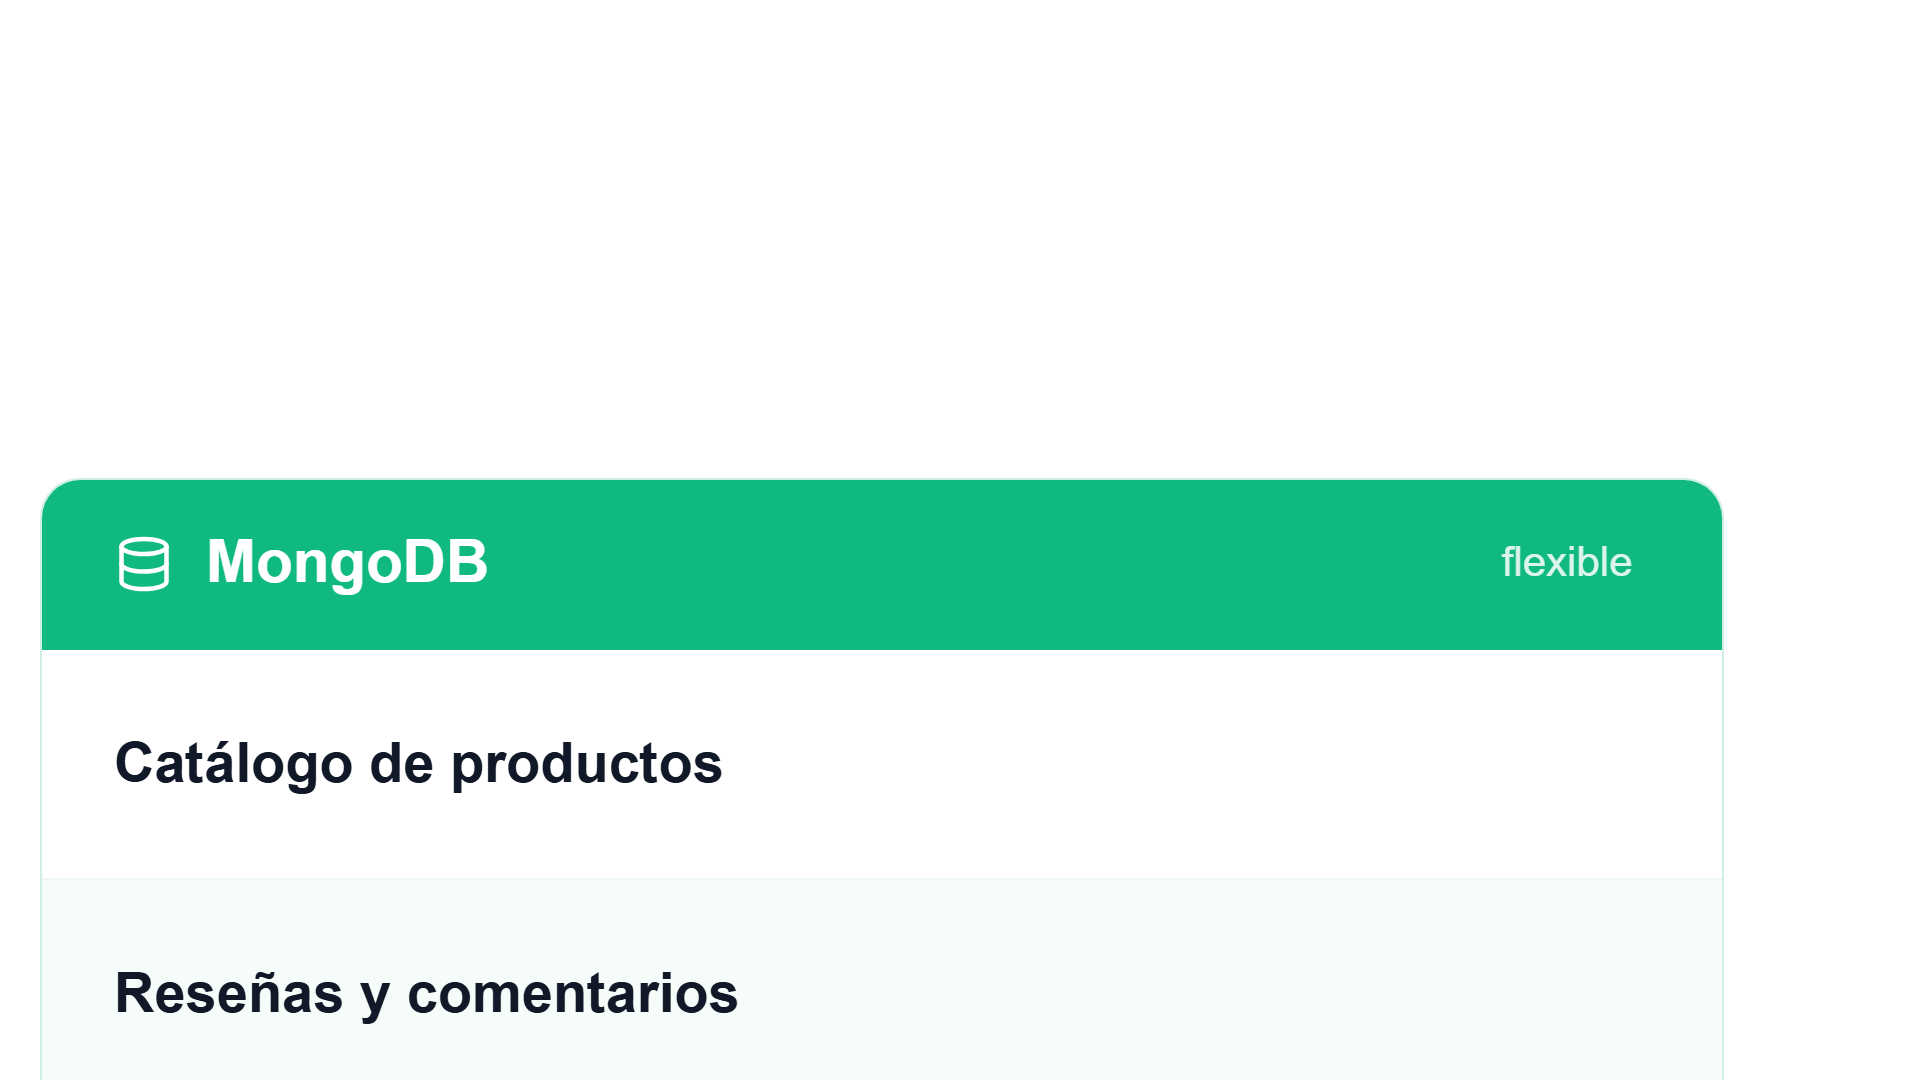 MongoDB flexible
Catálogo de productos
Reseñas y comentarios